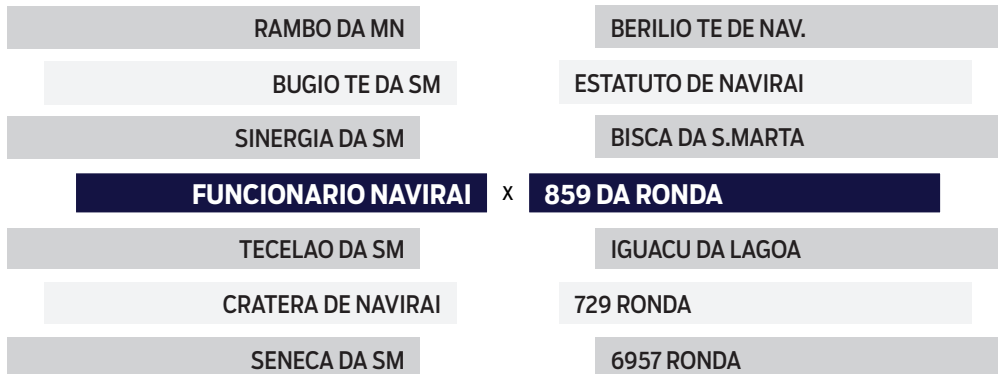 RAMBO DA MN BERILIO TE DE NAV.
BUGIO TE DA SM ESTATUTO DE NAVIRAI
SINERGIA DA SM BISCA DA S.MARTA
FUNCIONARIO NAVIRAI x 859 DA RONDA
TECELAO DA SM IGUACU DA LAGOA
CRATERA DE NAVIRAI 729 RONDA
SENECA DA SM 6957 RONDA